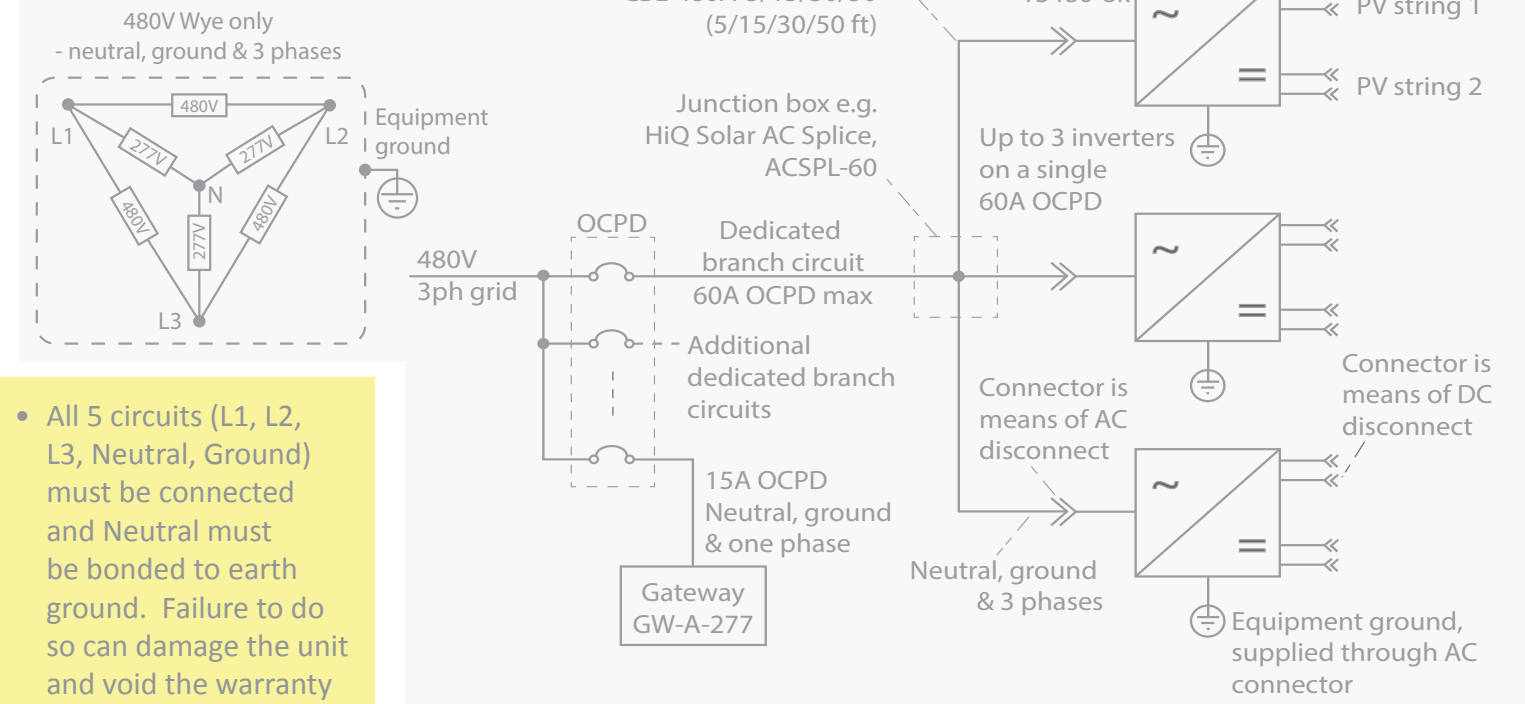 480V Wye only
- neutral, ground & 3 phases
480V
L1
L2
277V
277V
N
480V
277V
480V
L3
Equipment
ground
(5/15/30/50 ft)
Junction box e.g.
HiQ Solar AC Splice,
ACSPL-60
PV string 1
PV string 2
Up to 3 inverters
on a single
60A OCPD
OCPD
480V
3ph grid
Dedicated
branch circuit
60A OCPD max
Additional
dedicated branch
circuits
15A OCPD
Neutral, ground
& one phase
Gateway
GW-A-277
Connector is
means of AC
disconnect
Connector is
means of DC
disconnect
Neutral, ground
& 3 phases
Equipment ground,
supplied through AC
connector
• All 5 circuits (L1, L2,
L3, Neutral, Ground)
must be connected
and Neutral must
be bonded to earth
ground. Failure to do
so can damage the unit
and void the warranty